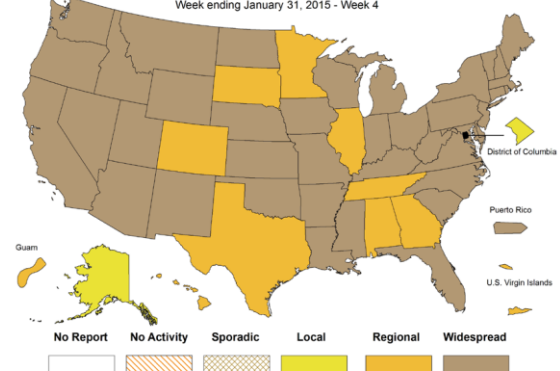 Week ending January 31, 2015 - Week 4
District of Columbia
Puerto Rico
Guam
U.S. Virgin Islands
No Report No Activity Sporadic Local Regional Widespread